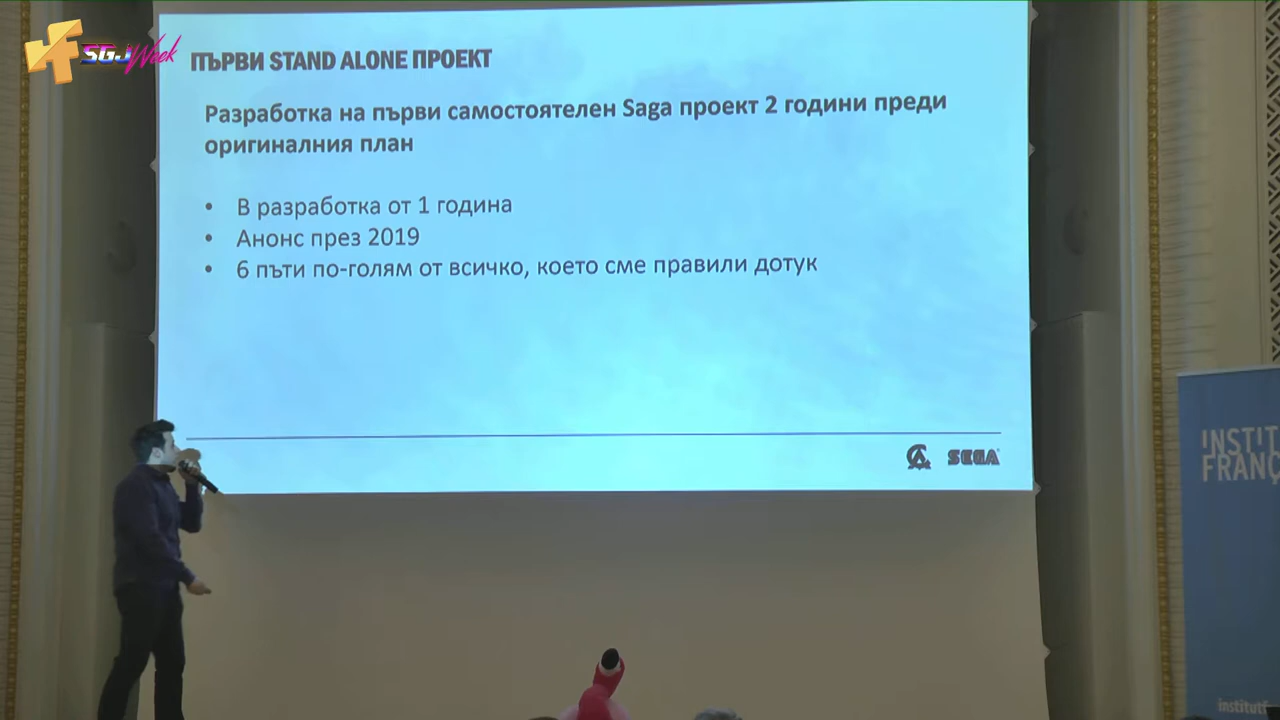 SGJ Week
ПЪРВИ STAND ALONE ПРОЕКТ
Разработка на първи самостоятелен Saga проект 2 години преди
оригиналния план
• В разработка от 1 година
• Анонс през 2019
• 6 пъти по-голям от всичко, което сме правили дотук
SEGA
INSTIT
FRANÇ
institutf